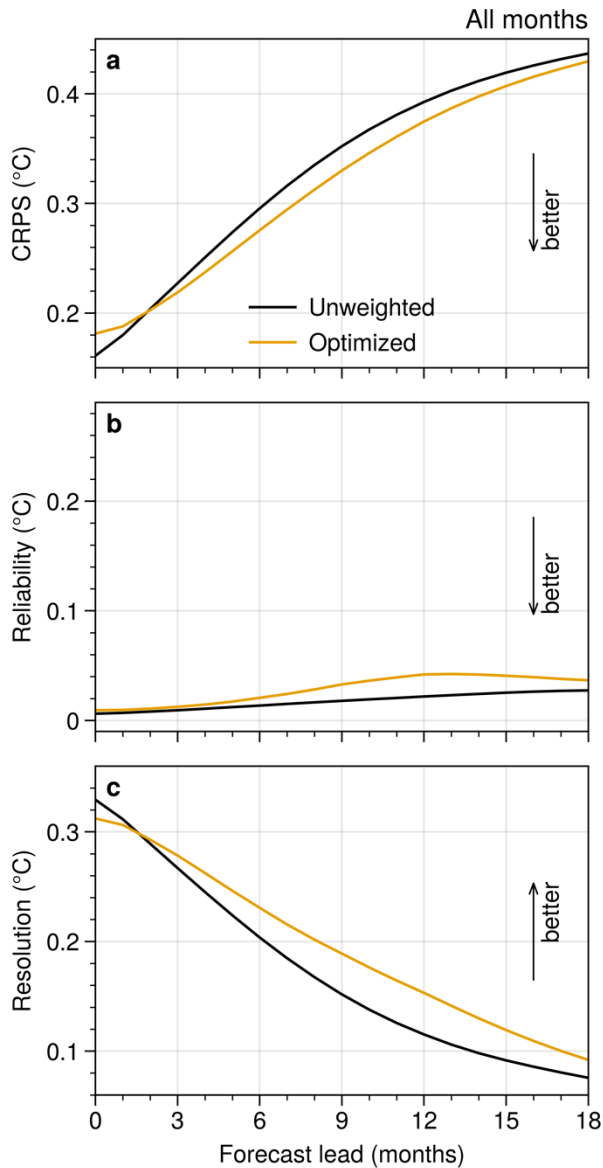 All months
a
0.4
0.3
0.2
CRPS (°C)
better
Unweighted
Optimized
b
0.2
0.1
0
Reliability (°C)
better
c
0.3
0.2
0.1
Resolution (°C)
better
0 3 6 9 12 15 18
Forecast lead (months)